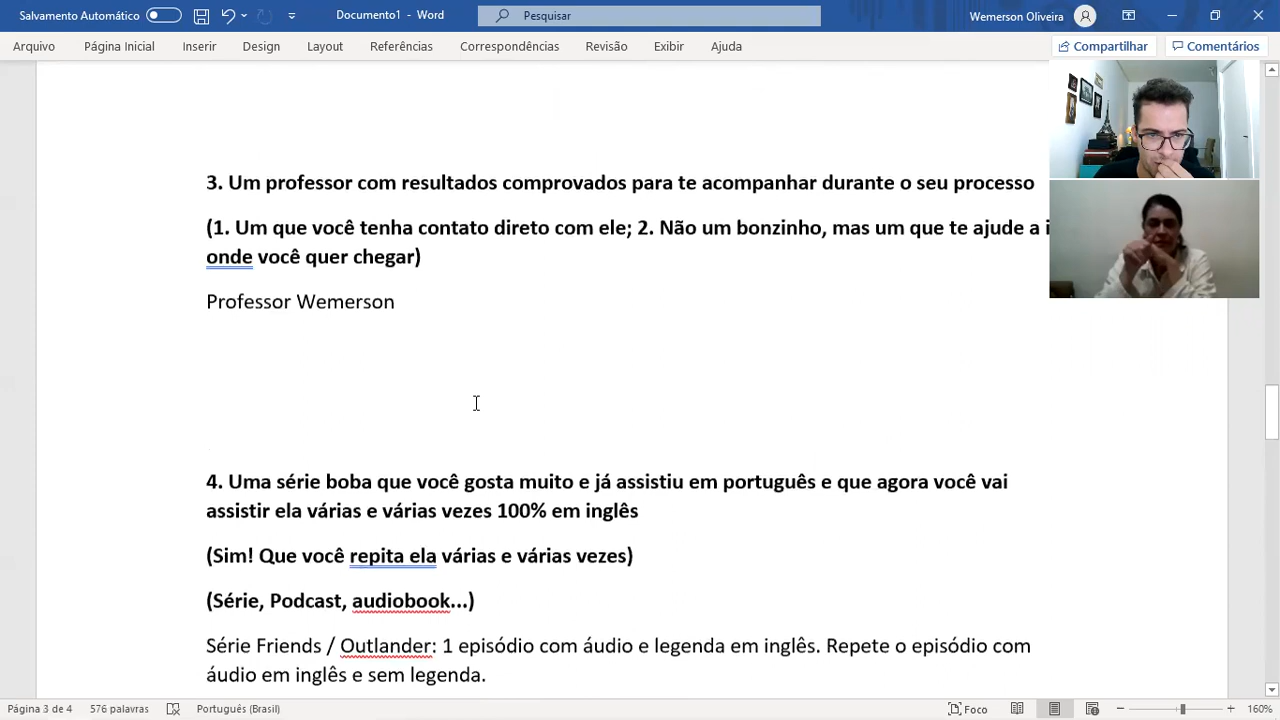 Salvamento Automático
Documento1 - Word
Pesquisar
Wemerson Oliveira
Arquivo
Página Inicial
Inserir
Design
Layout
Referências
Correspondências
Revisão
Exibir
Ajuda
Compartilhar
Comentários
3. Um professor com resultados comprovados para te acompanhar durante o seu processo
(1. Um que você tenha contato direto com ele; 2. Não um bonzinho, mas um que te ajude a i
onde você quer chegar)
Professor Wemerson
4. Uma série boba que você gosta muito e já assistiu em português e que agora você vai
assistir ela várias e várias vezes 100% em inglês
(Sim! Que você repita ela várias e várias vezes)
(Série, Podcast, audiobook...)
Série Friends / Outlander: 1 episódio com áudio e legenda em inglês. Repete o episódio com
áudio em inglês e sem legenda.
Página 3 de 4
576 palavras
Português (Brasil)
Foco
160%